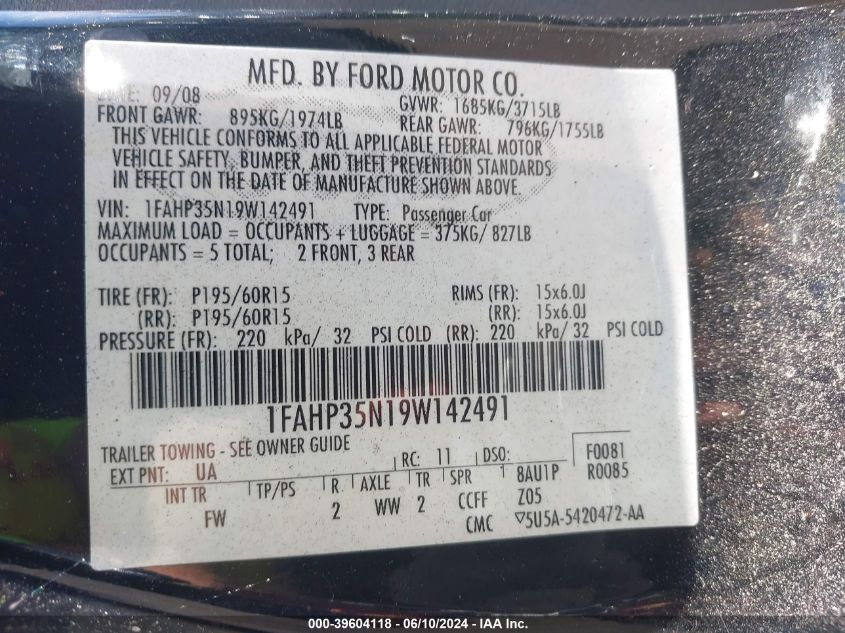 MFD. BY FORD MOTOR CO.
DATE: 09/08 GVWR: 1685KG/3715LB
FRONT GAWR: 895KG/1974LB REAR GAWR: 796KG/1755LB
THIS VEHICLE CONFORMS TO ALL APPLICABLE FEDERAL MOTOR
VEHICLE SAFETY, BUMPER, AND THEFT PREVENTION STANDARDS
IN EFFECT ON THE DATE OF MANUFACTURE SHOWN ABOVE.
VIN: 1FAHP35N19W142491 TYPE: Passenger Car
MAXIMUM LOAD = OCCUPANTS + LUGGAGE = 375KG/ 827LB
OCCUPANTS = 5 TOTAL; 2 FRONT, 3 REAR
TIRE (FR): P195/60R15 RIMS (FR): 15x6.0J
(RR): P195/60R15 (RR): 15x6.0J
PRESSURE (FR): 220 kPa/ 32 PSI COLD (RR): 220 kPa/ 32 PSI COLD
1FAHP35N19W142491
TRAILER TOWING - SEE OWNER GUIDE
EXT PNT: UA RC: 11 DSO: F0081
INT TR TP/PS R AXLE TR SPR 8AU1P R0085
FW 2 WW 2 CCFF Z05
CMC ▽5U5A-5420472-AA
000-39604118 - 06/10/2024 - IAA Inc.